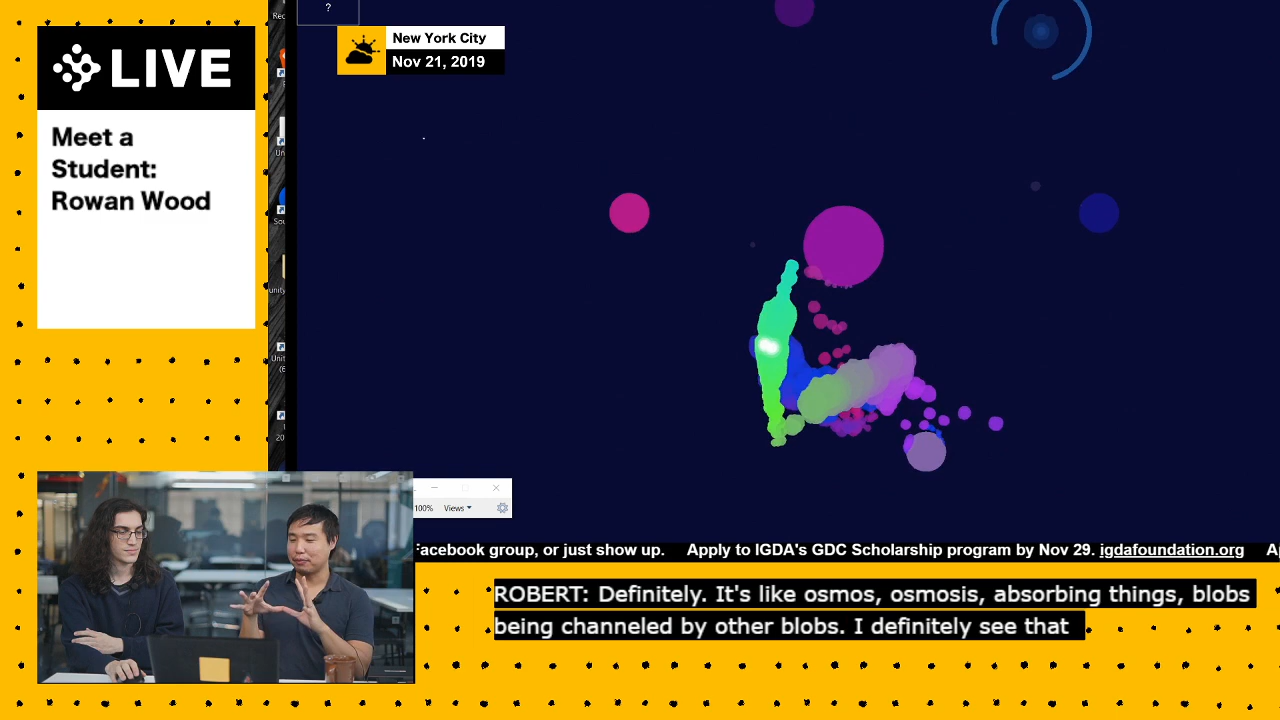 ?
New York City
Nov 21, 2019
LIVE
Meet a
Student:
Rowan Wood
100%
Views
Facebook group, or just show up. Apply to IGDA's GDC Scholarship program by Nov 29. igdafoundation.org
ROBERT: Definitely. It's like osmos, osmosis, absorbing things, blobs
being channeled by other blobs. I definitely see that